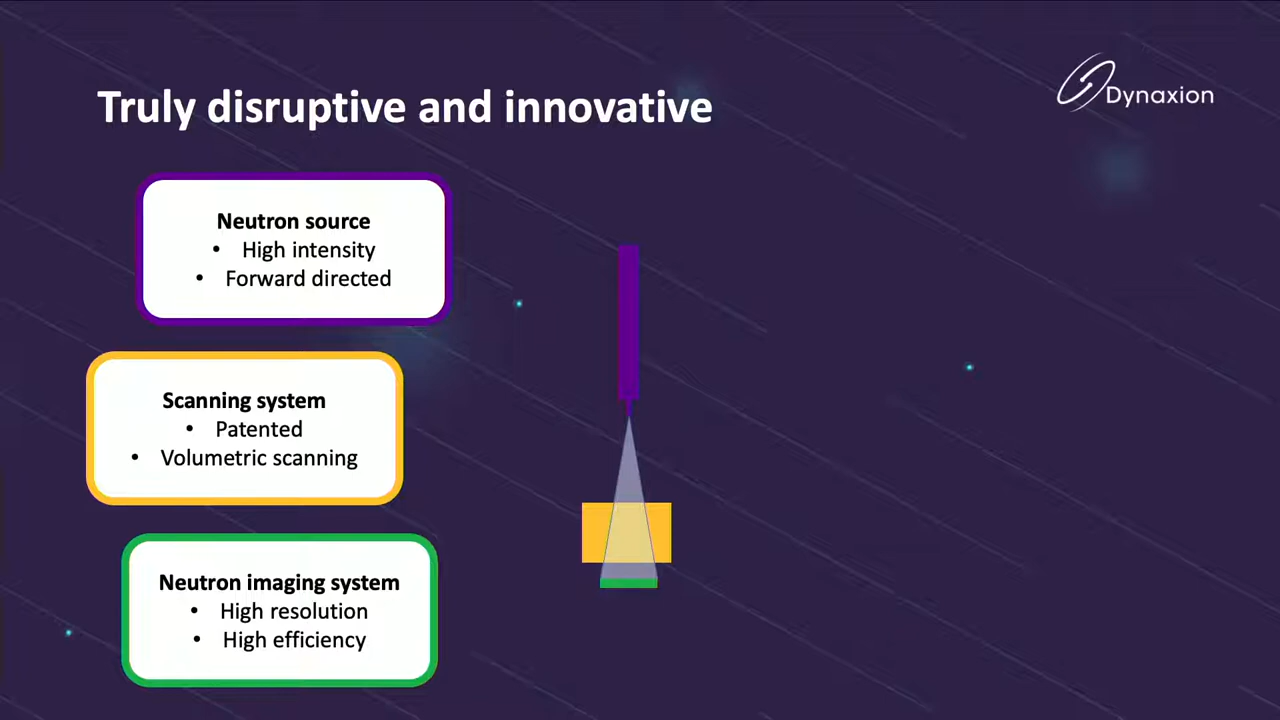 Truly disruptive and innovative
Dynaxion
Neutron source
• High intensity
• Forward directed
Scanning system
• Patented
• Volumetric scanning
Neutron imaging system
• High resolution
• High efficiency